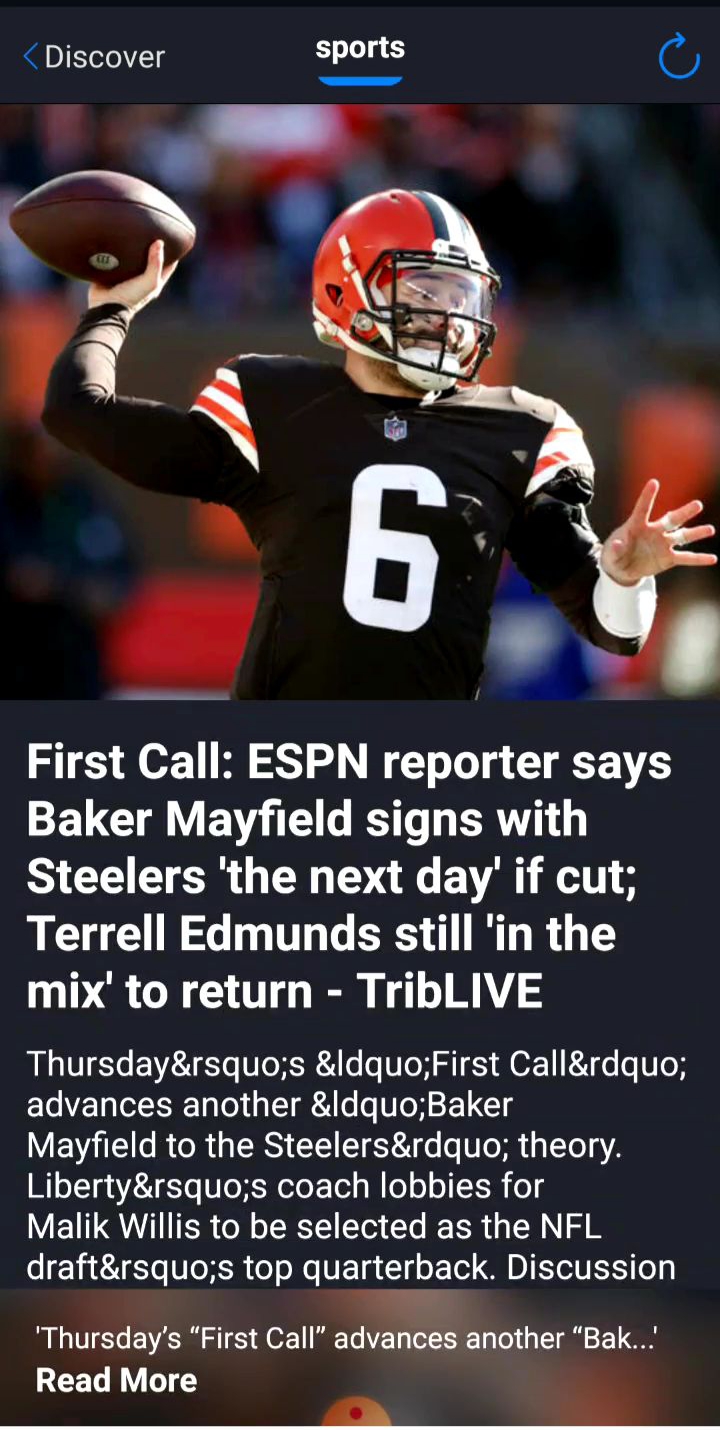 Discover
sports
6
First Call: ESPN reporter says
Baker Mayfield signs with
Steelers 'the next day' if cut;
Terrell Edmunds still 'in the
mix' to return - TribLIVE
Thursday&rsquo;s &ldquo;First Call&rdquo;
advances another &ldquo;Baker
Mayfield to the Steelers&rdquo; theory.
Liberty&rsquo;s coach lobbies for
Malik Willis to be selected as the NFL
draft&rsquo;s top quarterback. Discussion
'Thursday’s “First Call” advances another “Bak...'
Read More